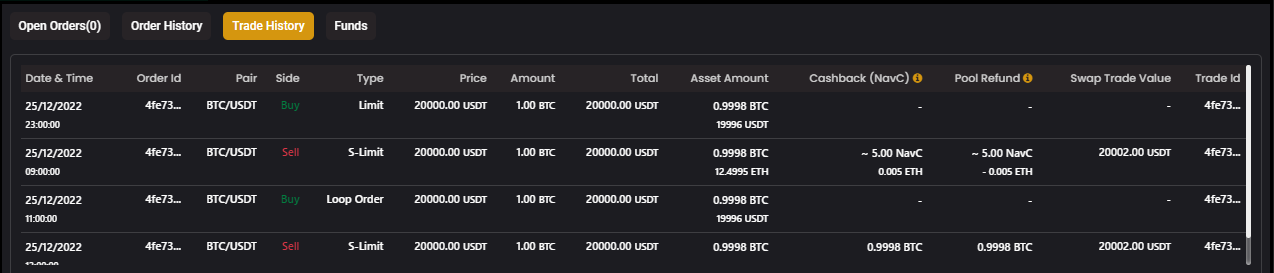 Open Orders(0) Order History Trade History Funds
Date & Time Order Id Pair Side Type Price Amount Total Asset Amount Cashback (NavC) Pool Refund Swap Trade Value Trade Id
25/12/2022 4fe73... BTC/USDT Buy Limit 20000.00 USDT 1.00 BTC 20000.00 USDT 0.9998 BTC - - - 4fe73...
23:00:00 19996 USDT
25/12/2022 4fe73... BTC/USDT Sell S-Limit 20000.00 USDT 1.00 BTC 20000.00 USDT 0.9998 BTC ~ 5.00 NavC ~ 5.00 NavC 20002.00 USDT 4fe73...
09:00:00 12.4995 ETH 0.005 ETH - 0.005 ETH
25/12/2022 4fe73... BTC/USDT Buy Loop Order 20000.00 USDT 1.00 BTC 20000.00 USDT 0.9998 BTC - - - 4fe73...
11:00:00 19996 USDT
25/12/2022 4fe73... BTC/USDT Sell S-Limit 20000.00 USDT 1.00 BTC 20000.00 USDT 0.9998 BTC 0.9998 BTC 0.9998 BTC 20002.00 USDT 4fe73...